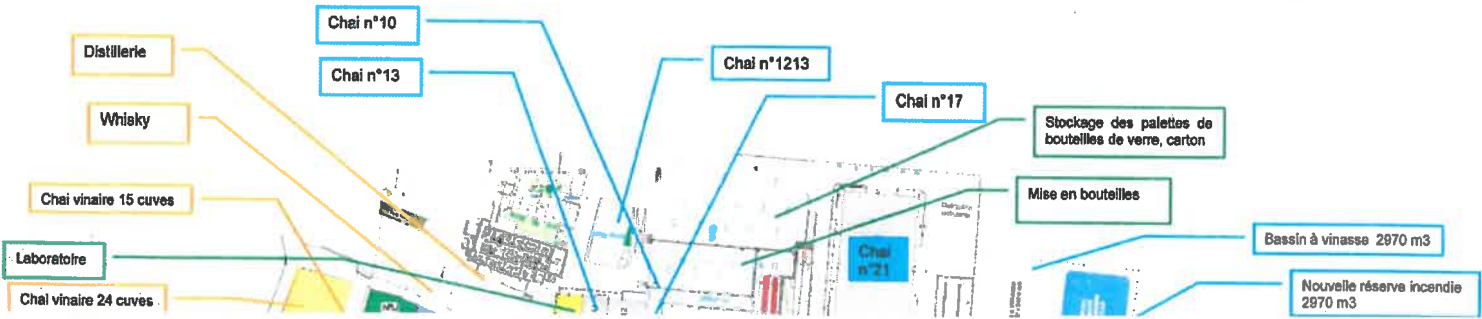 Chai n°10
Distillerie
Chai n°13
Chai n°1213
Chai n°17
Whisky
Stockage des palettes de
bouteilles de verre, carton
Mise en bouteilles
Chai vinaire 15 cuves
Laboratoire
Chai vinaire 24 cuves
Chai
n°21
Bassin à vinasse 2970 m3
Nouvelle réserve incendie
2970 m3
12